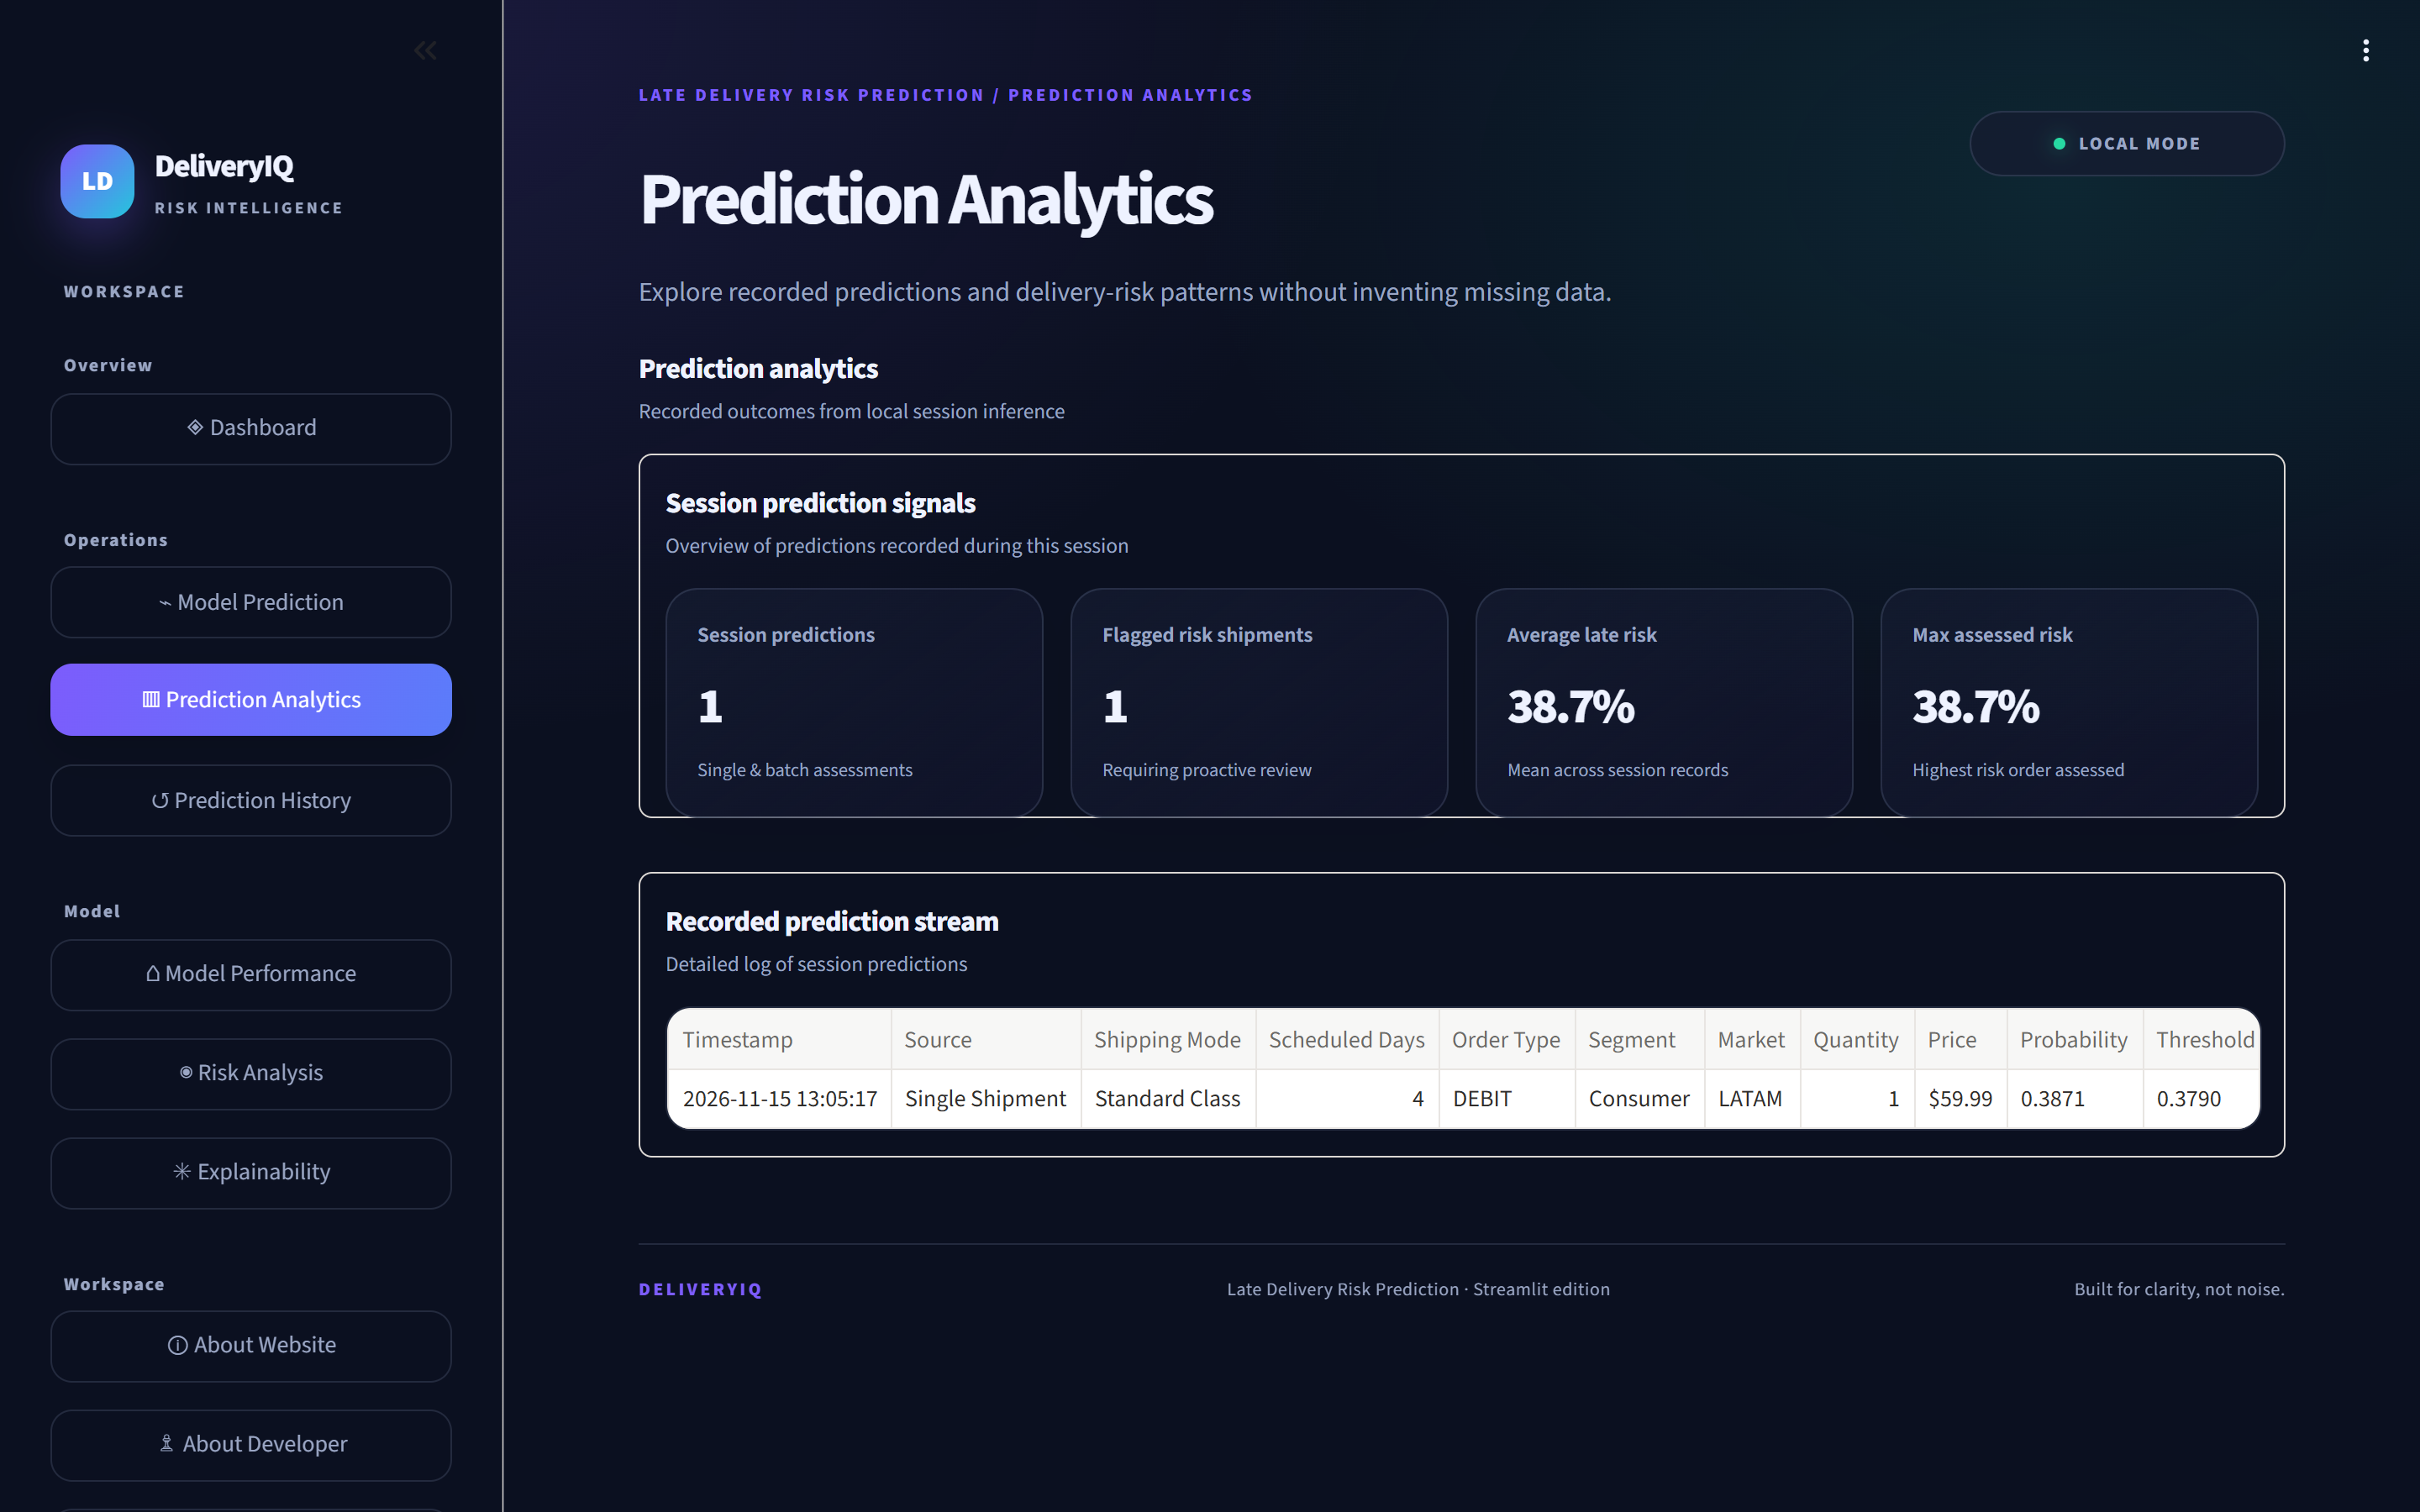 LD
DeliveryIQ
RISK INTELLIGENCE
WORKSPACE
Overview
Dashboard
Operations
Model Prediction
Prediction Analytics
Prediction History
Model
Model Performance
Risk Analysis
Explainability
Workspace
About Website
About Developer
LATE DELIVERY RISK PREDICTION / PREDICTION ANALYTICS
LOCAL MODE
Prediction Analytics
Explore recorded predictions and delivery-risk patterns without inventing missing data.
Prediction analytics
Recorded outcomes from local session inference
Session prediction signals
Overview of predictions recorded during this session
Session predictions
1
Single & batch assessments
Flagged risk shipments
1
Requiring proactive review
Average late risk
38.7%
Mean across session records
Max assessed risk
38.7%
Highest risk order assessed
Recorded prediction stream
Detailed log of session predictions
Timestamp Source Shipping Mode Scheduled Days Order Type Segment Market Quantity Price Probability Threshold
2026-11-15 13:05:17 Single Shipment Standard Class 4 DEBIT Consumer LATAM 1 $59.99 0.3871 0.3790
DELIVERYIQ
Late Delivery Risk Prediction · Streamlit edition
Built for clarity, not noise.